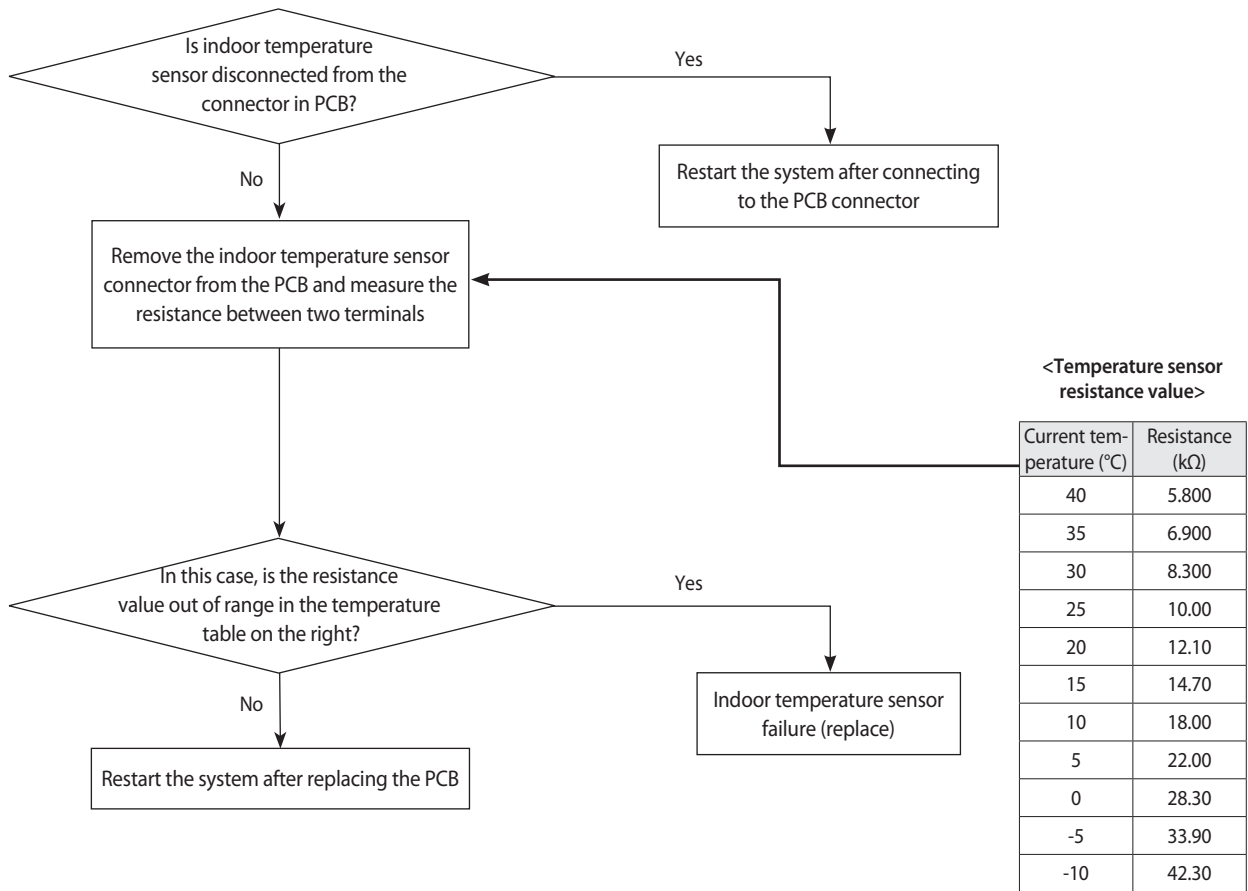 Is indoor temperature
sensor disconnected from the
connector in PCB?
Yes
Restart the system after connecting
to the PCB connector
No
Remove the indoor temperature sensor
connector from the PCB and measure the
resistance between two terminals
<Temperature sensor
resistance value>
Current tem-
perature (°C)
Resistance
(kΩ)
40 5.800
35 6.900
30 8.300
25 10.00
20 12.10
15 14.70
10 18.00
5 22.00
0 28.30
-5 33.90
-10 42.30
In this case, is the resistance
value out of range in the temperature
table on the right?
Yes
Indoor temperature sensor
failure (replace)
No
Restart the system after replacing the PCB